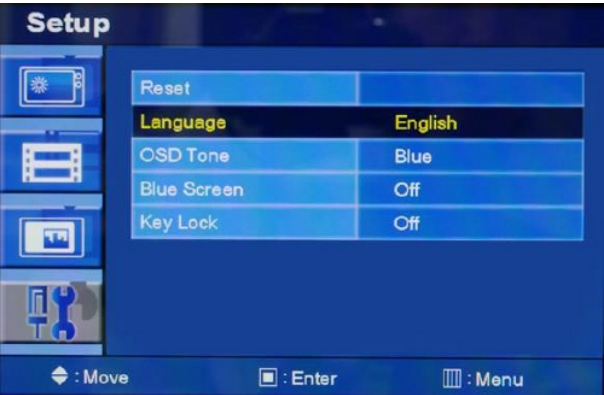 Setup
Reset
Language English
OSD Tone Blue
Blue Screen Off
Key Lock Off
: Move : Enter : Menu